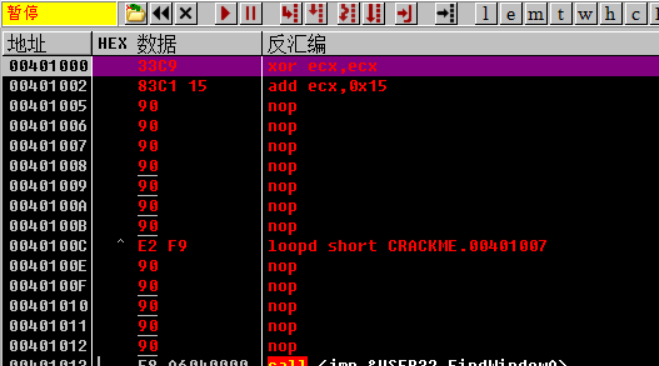 暂停 l e m t w h c
地址 HEX 数据 反汇编
00401000 33C9 xor ecx,ecx
00401002 83C1 15 add ecx,0x15
00401005 90 nop
00401006 90 nop
00401007 90 nop
00401008 90 nop
00401009 90 nop
0040100A 90 nop
0040100B 90 nop
0040100C ^ E2 F9 loopd short CRACKME.00401007
0040100E 90 nop
0040100F 90 nop
00401010 90 nop
00401011 90 nop
00401012 90 nop
00401013 E8 A6040000 call <jmp.&USER32.FindWindowA>